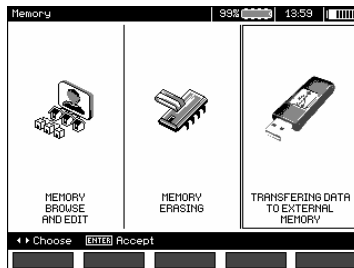 Memory 99% 13:59
MEMORY
BROWSE
AND EDIT
MEMORY
ERASING
TRANSFERING DATA
TO EXTERNAL
MEMORY
Choose ENTER Accept